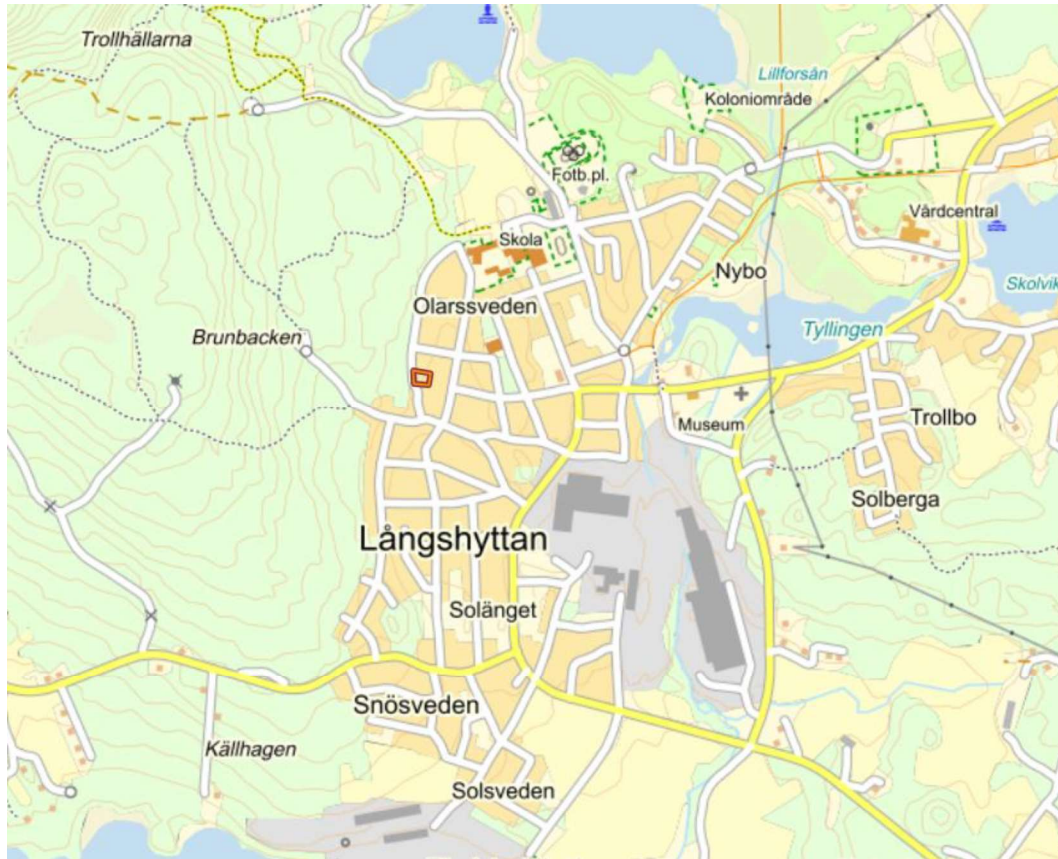 Trollhällarna
Lillforsån
Koloniområde
Fotb.pl.
Vårdcentral
Skola
Nybo
Skolvik
Olarssveden
Tyllingen
Brunbacken
Museum
Trollbo
Solberga
Långshyttan
Solänget
Snösveden
Källhagen
Solsveden